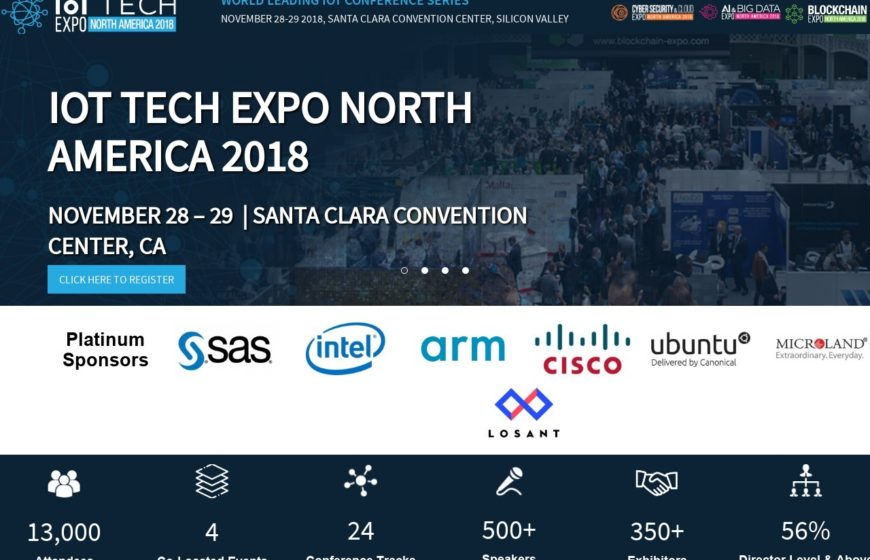 IoT TECH
EXPO NORTH AMERICA 2018
WORLD LEADING IOT CONFERENCE SERIES
NOVEMBER 28-29 2018, SANTA CLARA CONVENTION CENTER, SILICON VALLEY
CYBER SECURITY & CLOUD
EXPO NORTH AMERICA 2018
AI & BIG DATA
EXPO NORTH AMERICA 2018
BLOCKCHAIN
EXPO NORTH AMERICA 2018
www.blockchain-expo.com
IOT TECH EXPO NORTH
AMERICA 2018
NOVEMBER 28 – 29 | SANTA CLARA CONVENTION
CENTER, CA
CLICK HERE TO REGISTER
Platinum
Sponsors
sas
intel
arm
CISCO
ubuntu
Delivered by Canonical
MICROLAND
Extraordinary. Everyday.
LOSANT
13,000
Attendees
4
Co-Located Events
24
Conference Tracks
500+
Speakers
350+
Exhibitors
56%
Director Level & Above